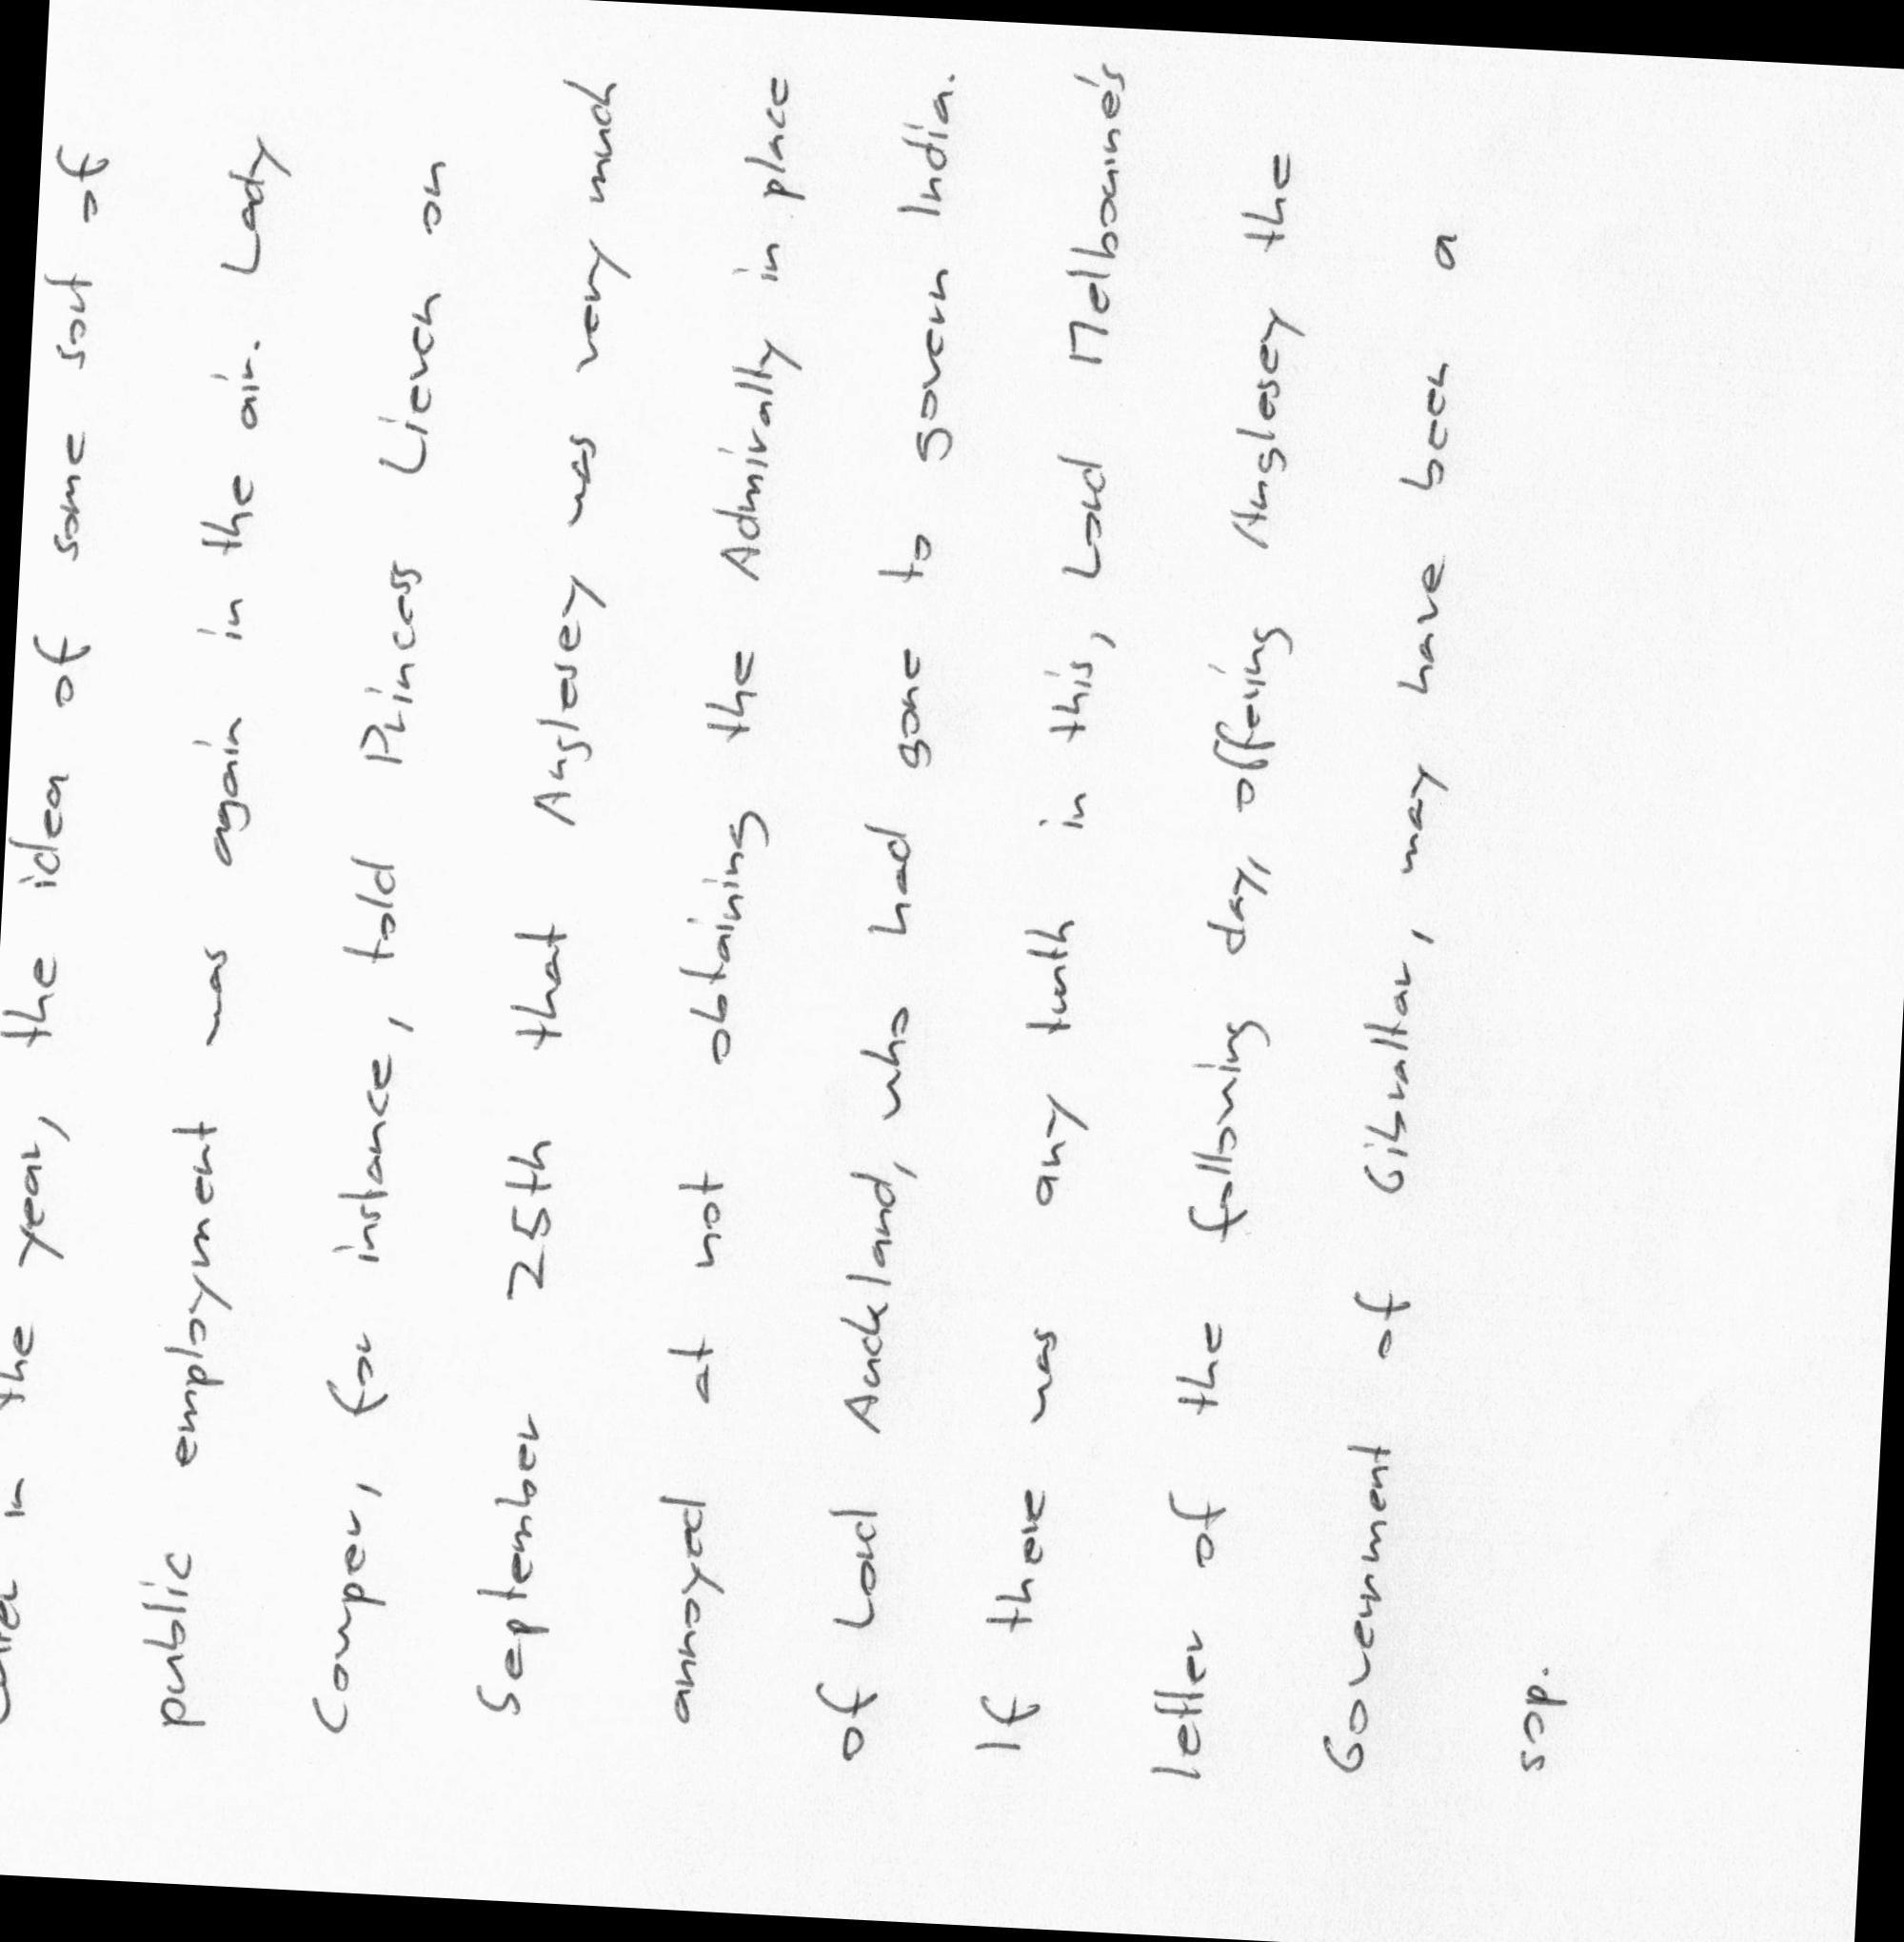 in the year, the idea of some sort of
public employment was again in the air. Lady
Cowper, for instance, told Princess Lieven on
September 25th that Anglesey was very much
annoyed at not obtaining the Admiralty in place
of Lord Auckland, who had gone to govern India.
If there was any truth in this, Lord Melbourne's
letter of the following day, offering Anglesey the
Government of Gibraltar, may have been a
sop.